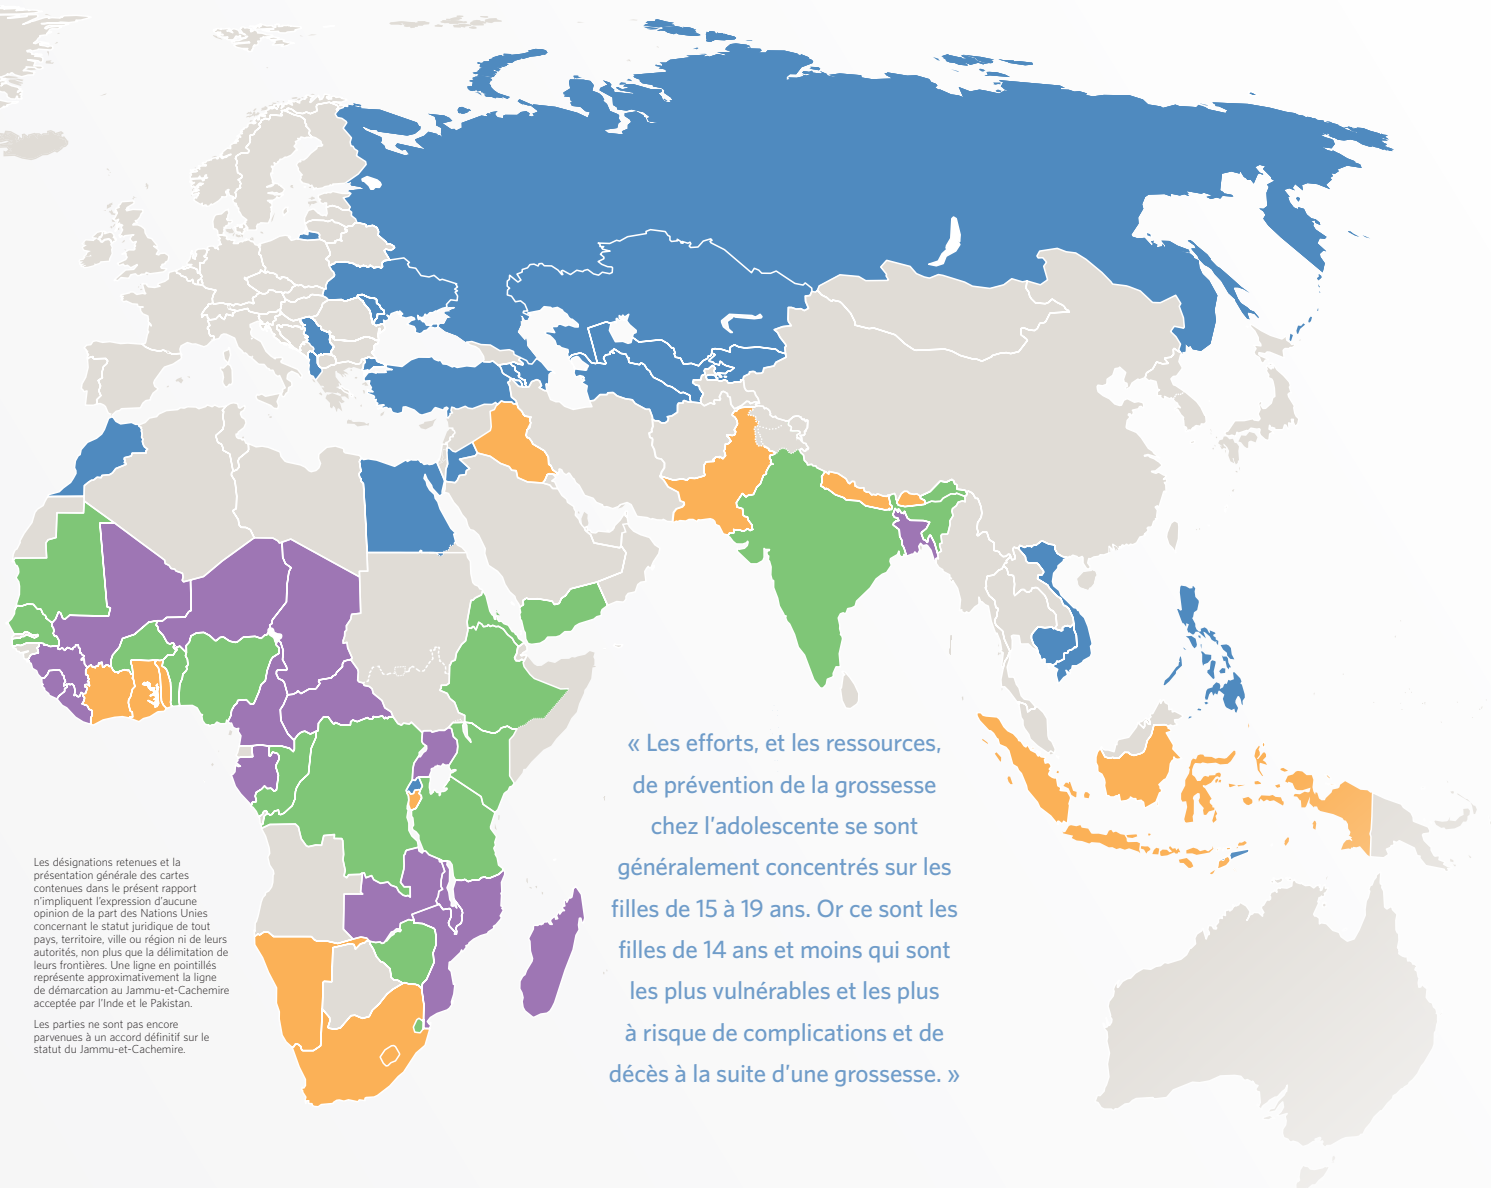 « Les efforts, et les ressources,
de prévention de la grossesse
chez l’adolescente se sont
généralement concentrés sur les
filles de 15 à 19 ans. Or ce sont les
filles de 14 ans et moins qui sont
les plus vulnérables et les plus
à risque de complications et de
décès à la suite d’une grossesse. »
Les désignations retenues et la
présentation générale des cartes
contenues dans le présent rapport
n’impliquent l’expression d’aucune
opinion de la part des Nations Unies
concernant le statut juridique de tout
pays, territoire, ville ou région ni de leurs
autorités, non plus que la délimitation de
leurs frontières. Une ligne en pointillés
représente approximativement la ligne
de démarcation au Jammu-et-Cachemire
acceptée par l’Inde et le Pakistan.
Les parties ne sont pas encore
parvenues à un accord définitif sur le
statut du Jammu-et-Cachemire.